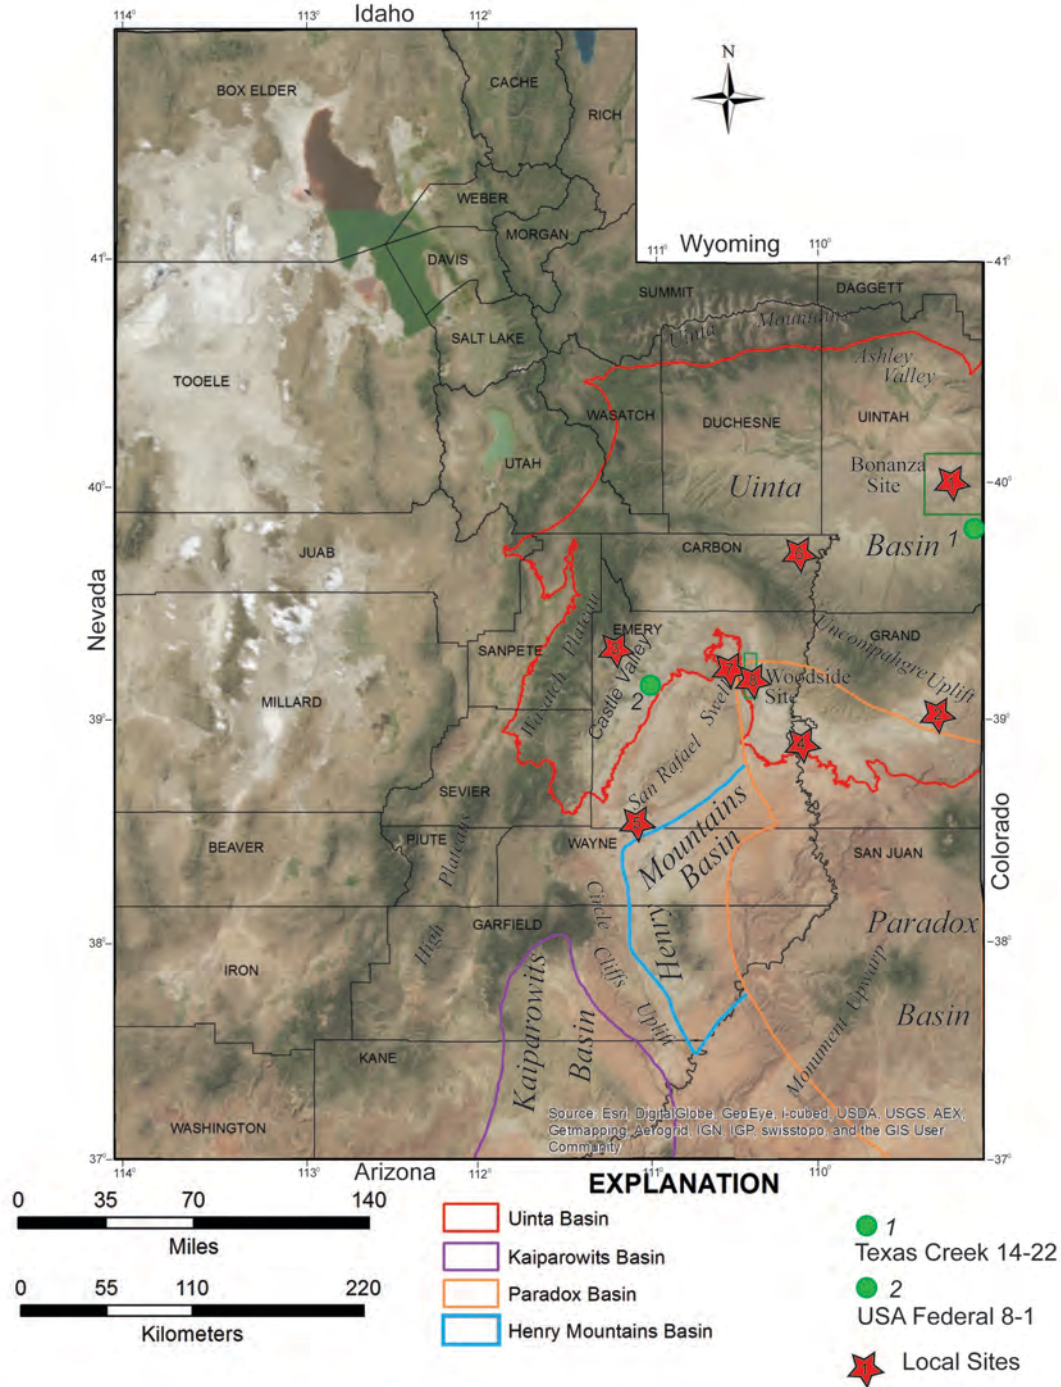 114° 113° 112°
Idaho
N
BOX ELDER
CACHE
RICH
WEBER
MORGAN
DAVIS
41°
Wyoming
111° 110°
41°
SUMMIT
DAGGETT
Uinta Mountains
SALT LAKE
TOOELE
Ashley
Valley
WASATCH
DUCHESNE
UINTAH
UTAH
Uinta
Bonanza
Site
1
40°
40°
JUAB
CARBON
Basin
1
Nevada
EMERY
SANPETE
Wasatch Plateau
Castle Valley
2
Uncompahgre Uplift
GRAND
Woodside
Site
2
MILLARD
39°
39°
San Rafael Swell
4
SEVIER
5
Mountains
Basin
Henry
BEAVER
PIUTE
WAYNE
SAN JUAN
Colorado
High Plateaus
GARFIELD
Circle Cliffs Uplift
Paradox
Basin
38°
38°
IRON
Kaiparowits
Basin
Monument Upwarp
KANE
WASHINGTON
Source: Esri, DigitalGlobe, GeoEye, i-cubed, USDA, USGS, AEX,
Getmapping, Aerogrid, IGN, IGP, swisstopo, and the GIS User
Community
37°
37°
114° 113° 112° 111° 110°
Arizona
EXPLANATION
0 35 70 140
Miles
0 55 110 220
Kilometers
Uinta Basin
Kaiparowits Basin
Paradox Basin
Henry Mountains Basin
1
Texas Creek 14-22
2
USA Federal 8-1
1 Local Sites